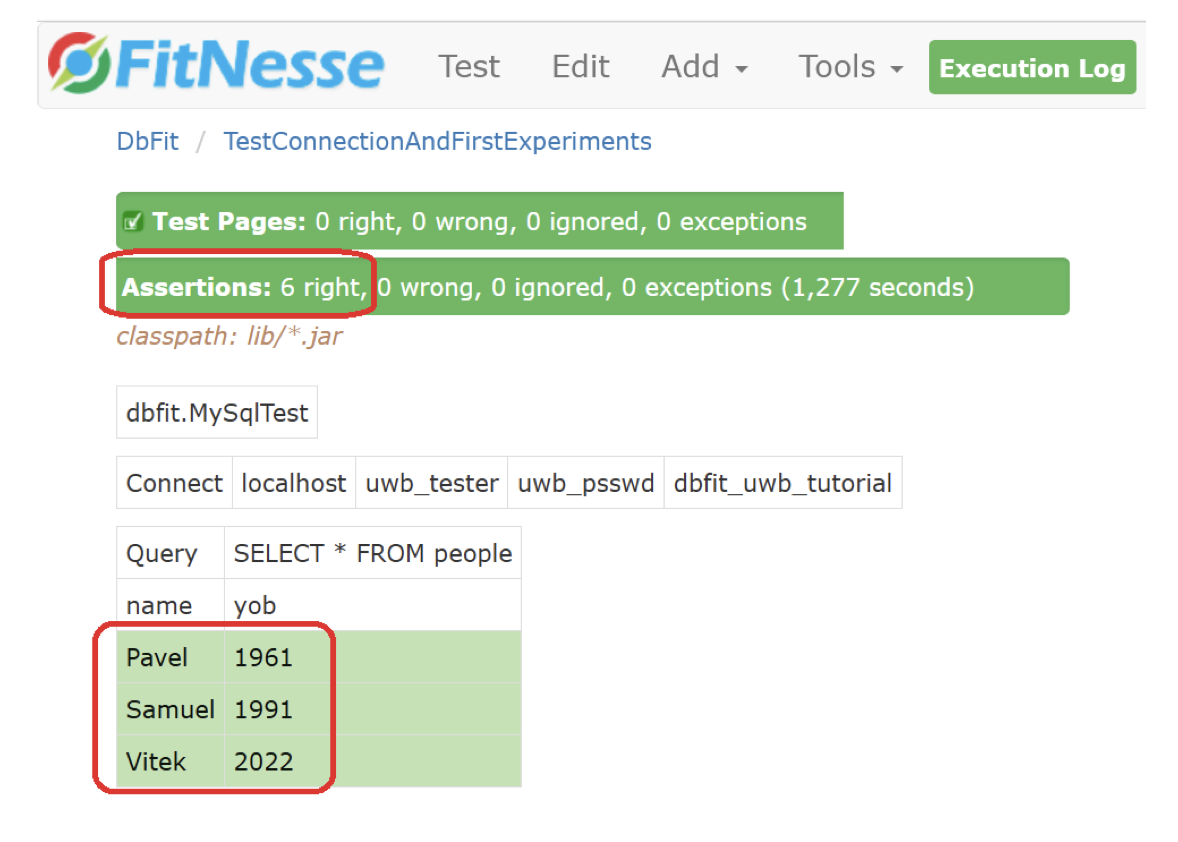 FitNesse Test Edit Add Tools Execution Log
DbFit / TestConnectionAndFirstExperiments
Test Pages: 0 right, 0 wrong, 0 ignored, 0 exceptions
Assertions: 6 right, 0 wrong, 0 ignored, 0 exceptions (1,277 seconds)
classpath: lib/*.jar
dbfit.MySqlTest
Connect localhost uwb_tester uwb_psswd dbfit_uwb_tutorial
Query SELECT * FROM people
name yob
Pavel 1961
Samuel 1991
Vitek 2022